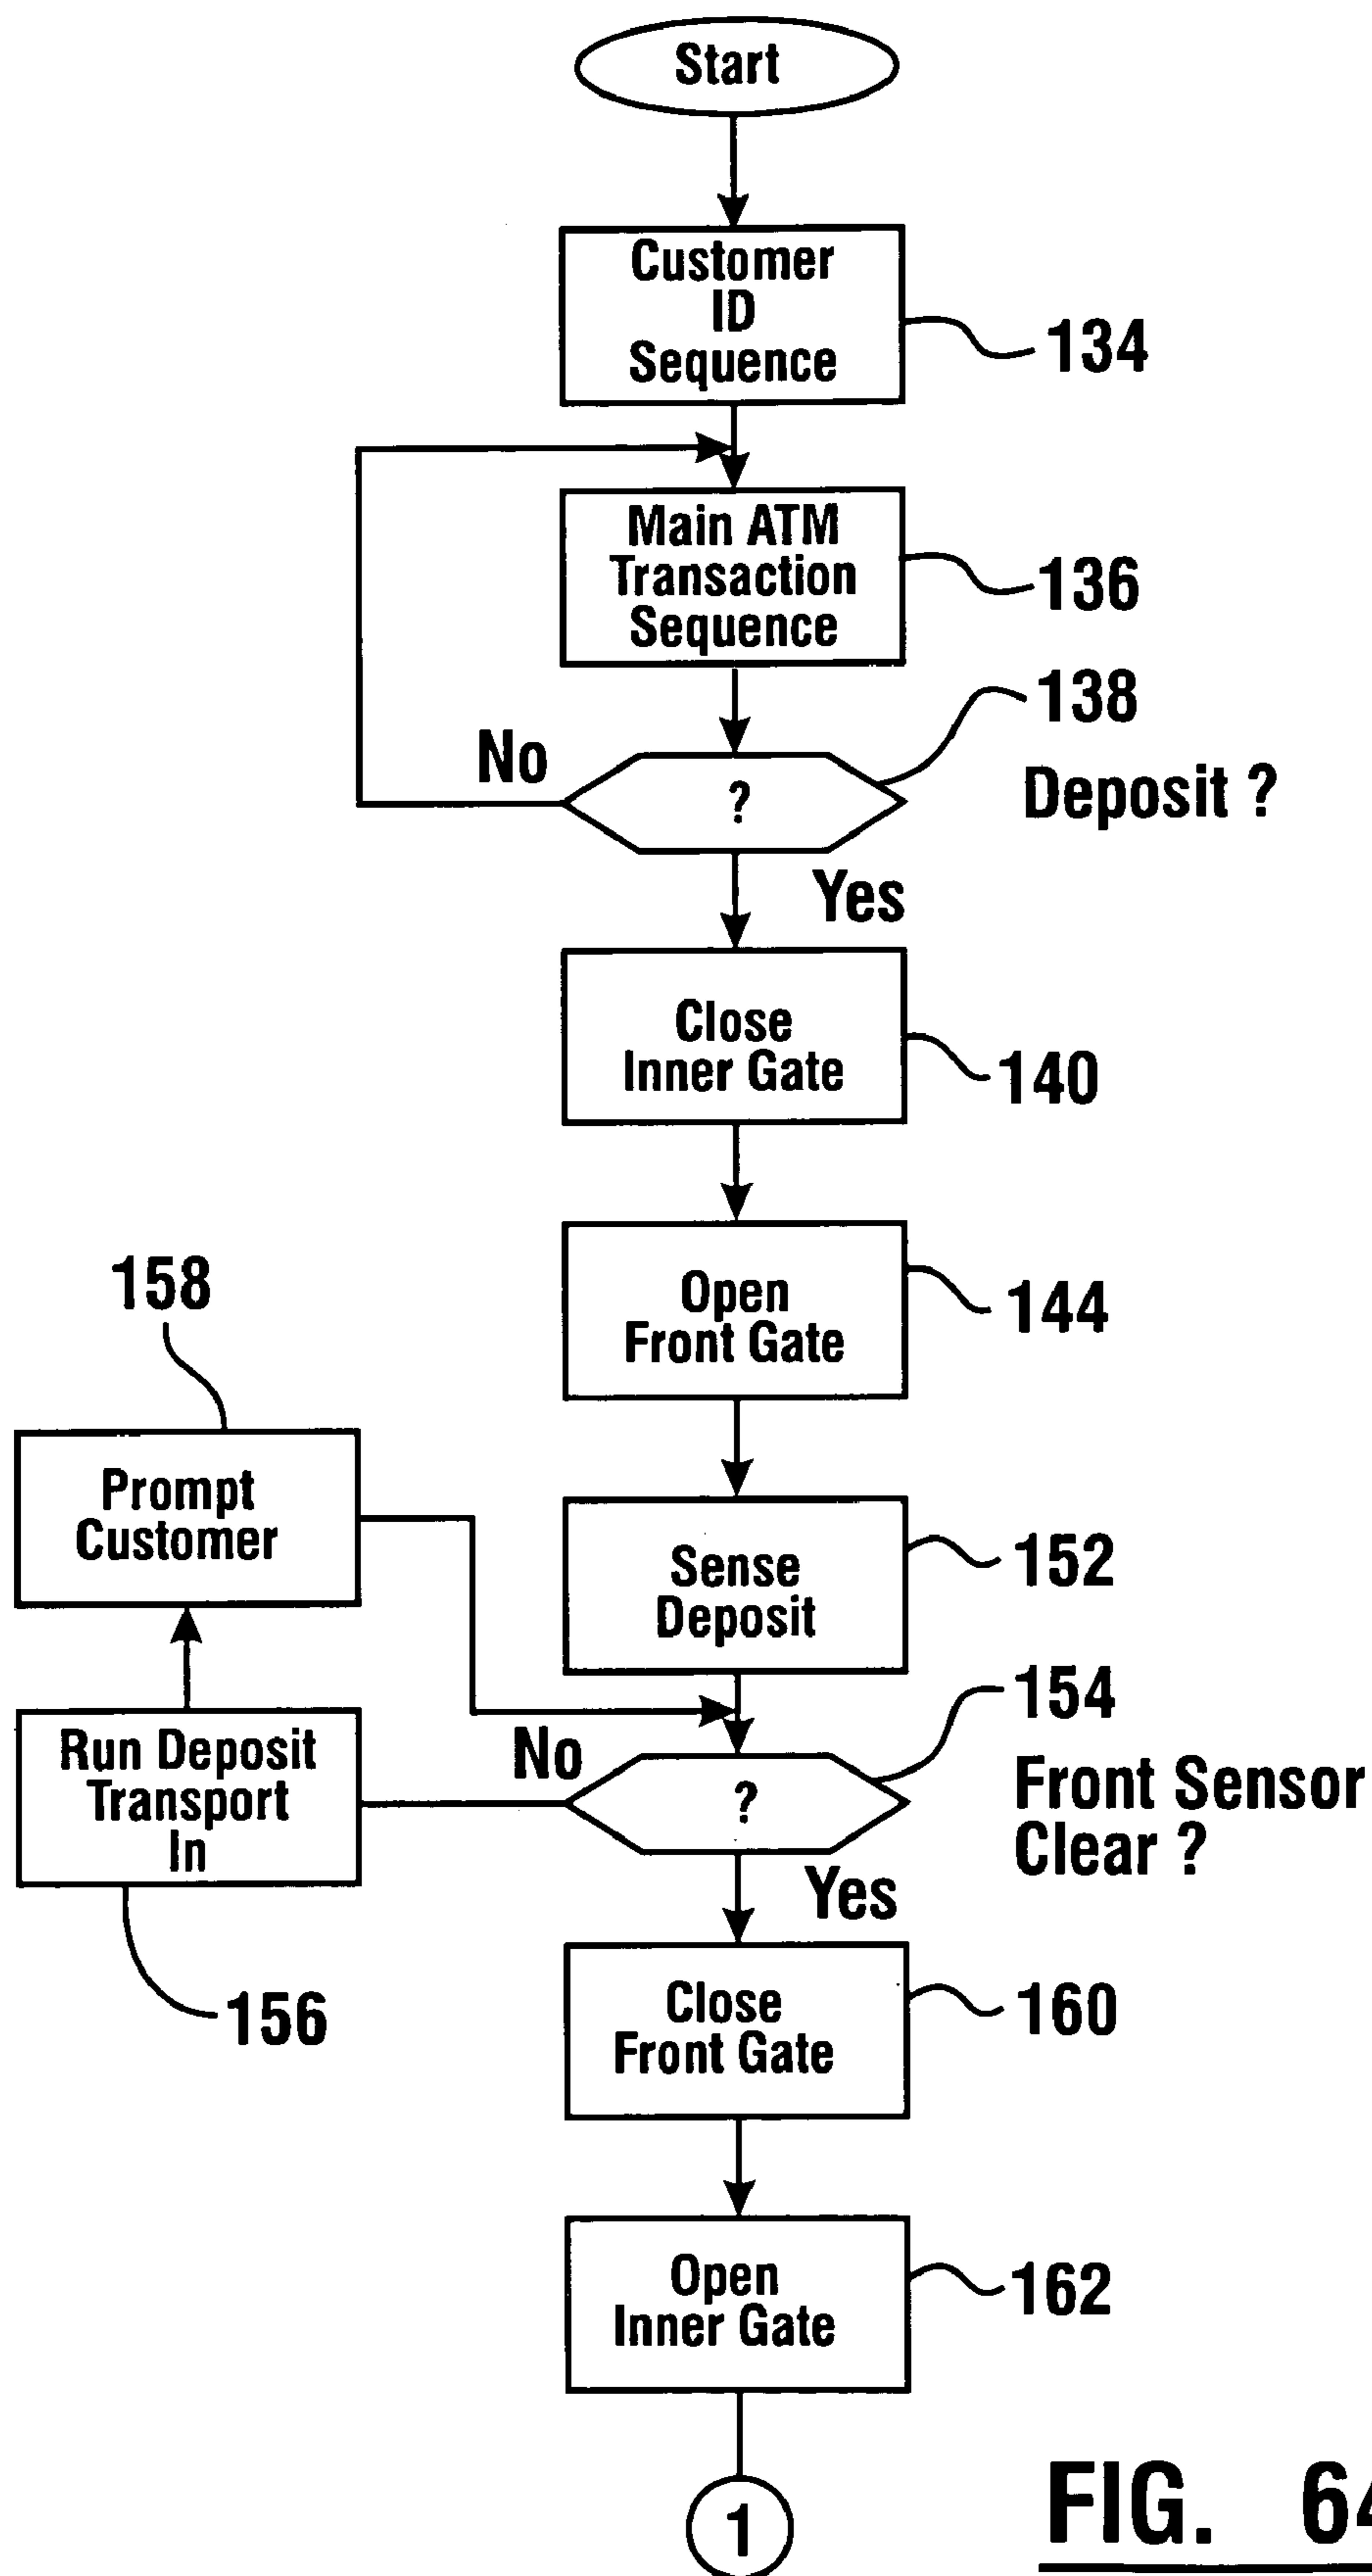 Start
Customer
ID
Sequence
134
Main ATM
Transaction
Sequence
136
138
Deposit ?
No
?
Yes
Close
Inner Gate
140
Open
Front Gate
144
158
Prompt
Customer
Sense
Deposit
152
154
Front Sensor
Clear ?
Run Deposit
Transport
In
No
?
Yes
156
Close
Front Gate
160
Open
Inner Gate
162
1
FIG. 64